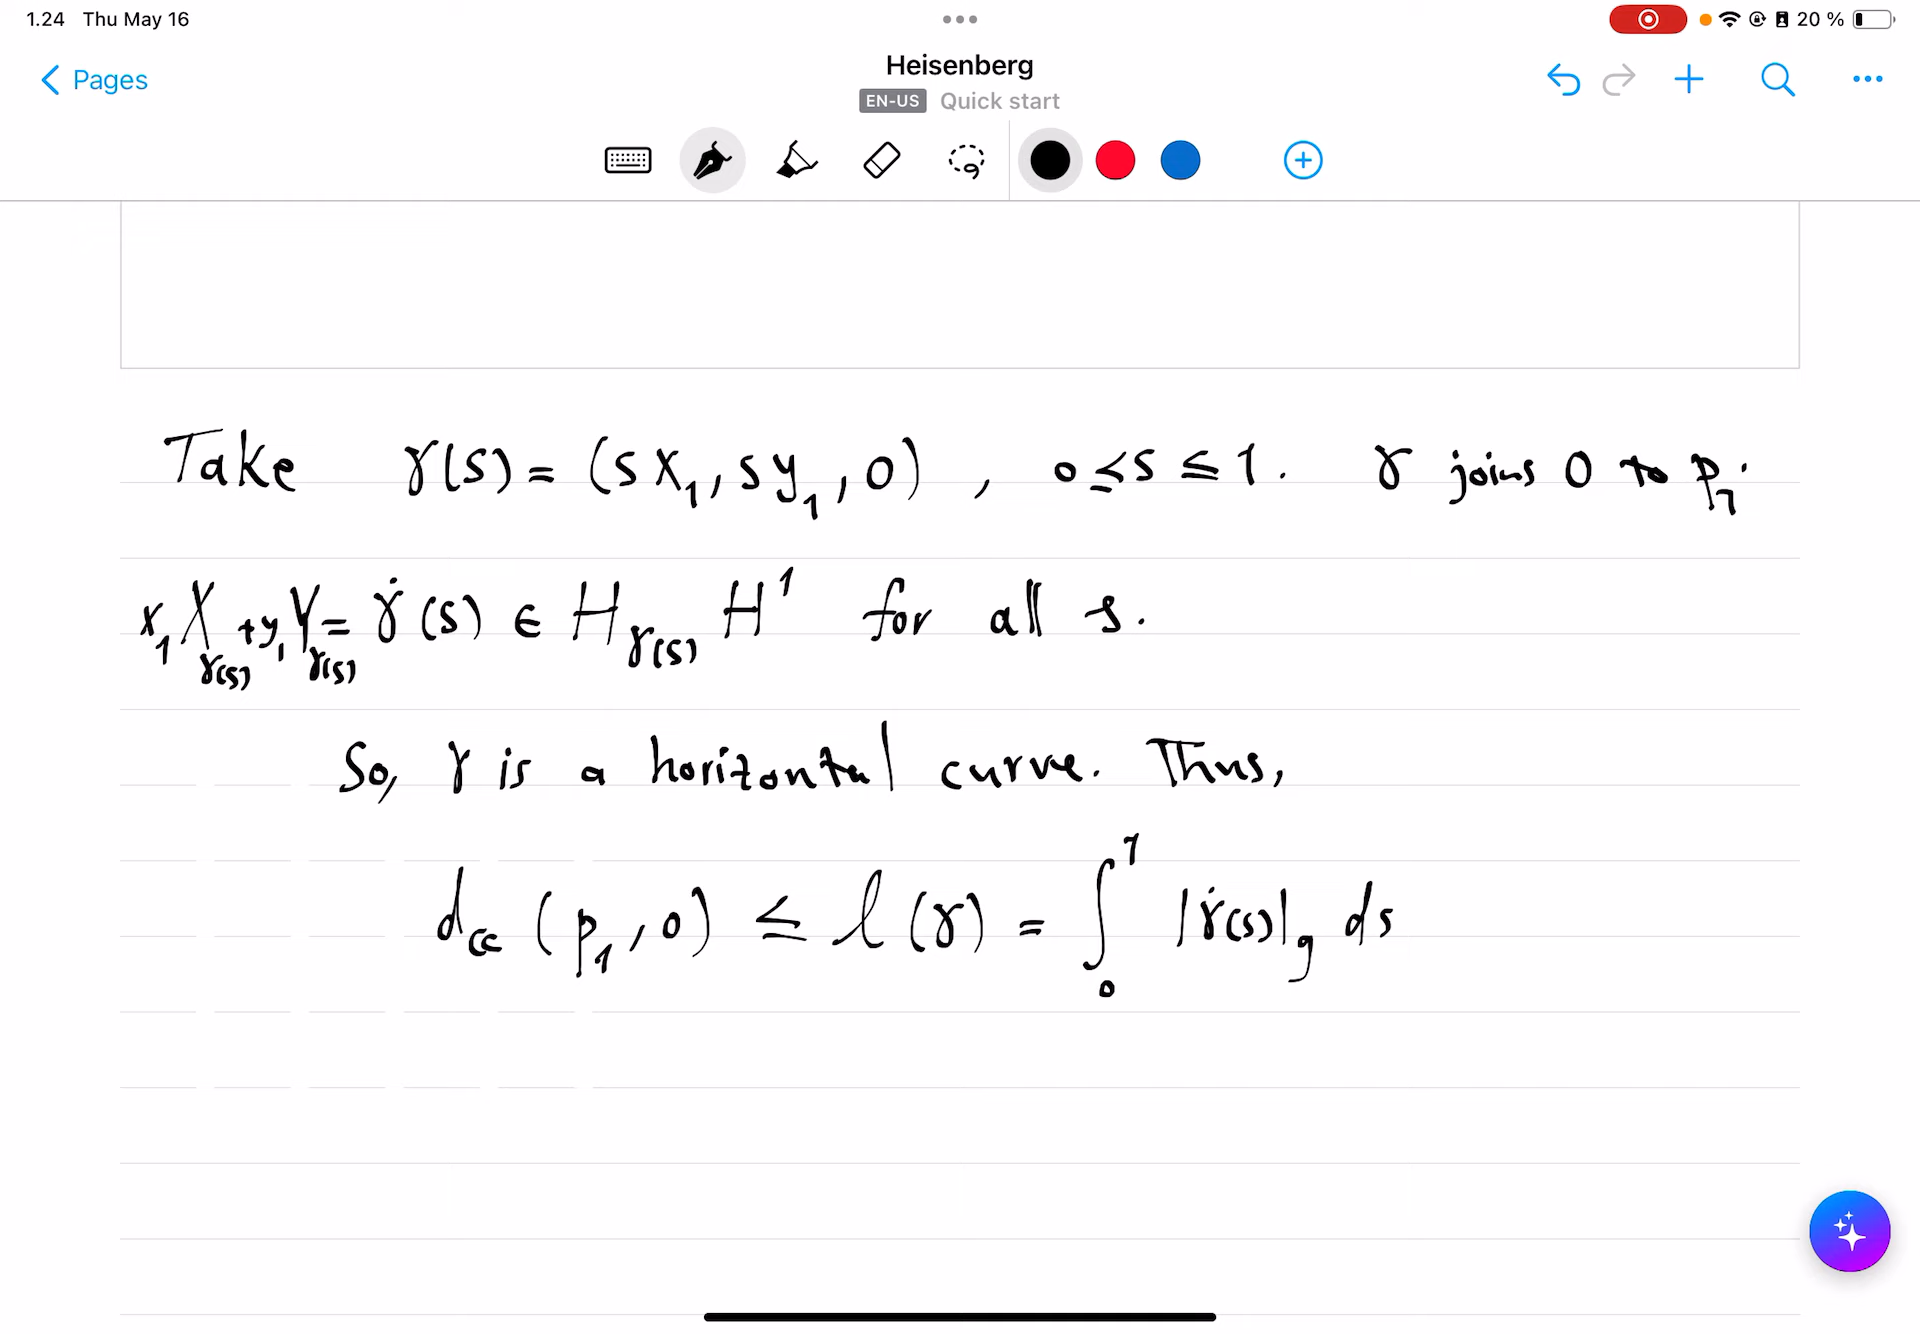 1.24 Thu May 16 20 %
Pages
Heisenberg
EN-US Quick start
Take γ(s) = (s x₁, s y₁, 0) , 0 ≤ s ≤ 1. γ joins 0 to p₁.
x₁ X_γ(s) + y₁ Y_γ(s) = γ̇(s) ∈ H_γ(s) H¹ for all s.
So, γ is a horizontal curve. Thus,
d_cc (p₁, 0) ≤ l(γ) = ∫₀¹ |γ̇(s)|_g ds